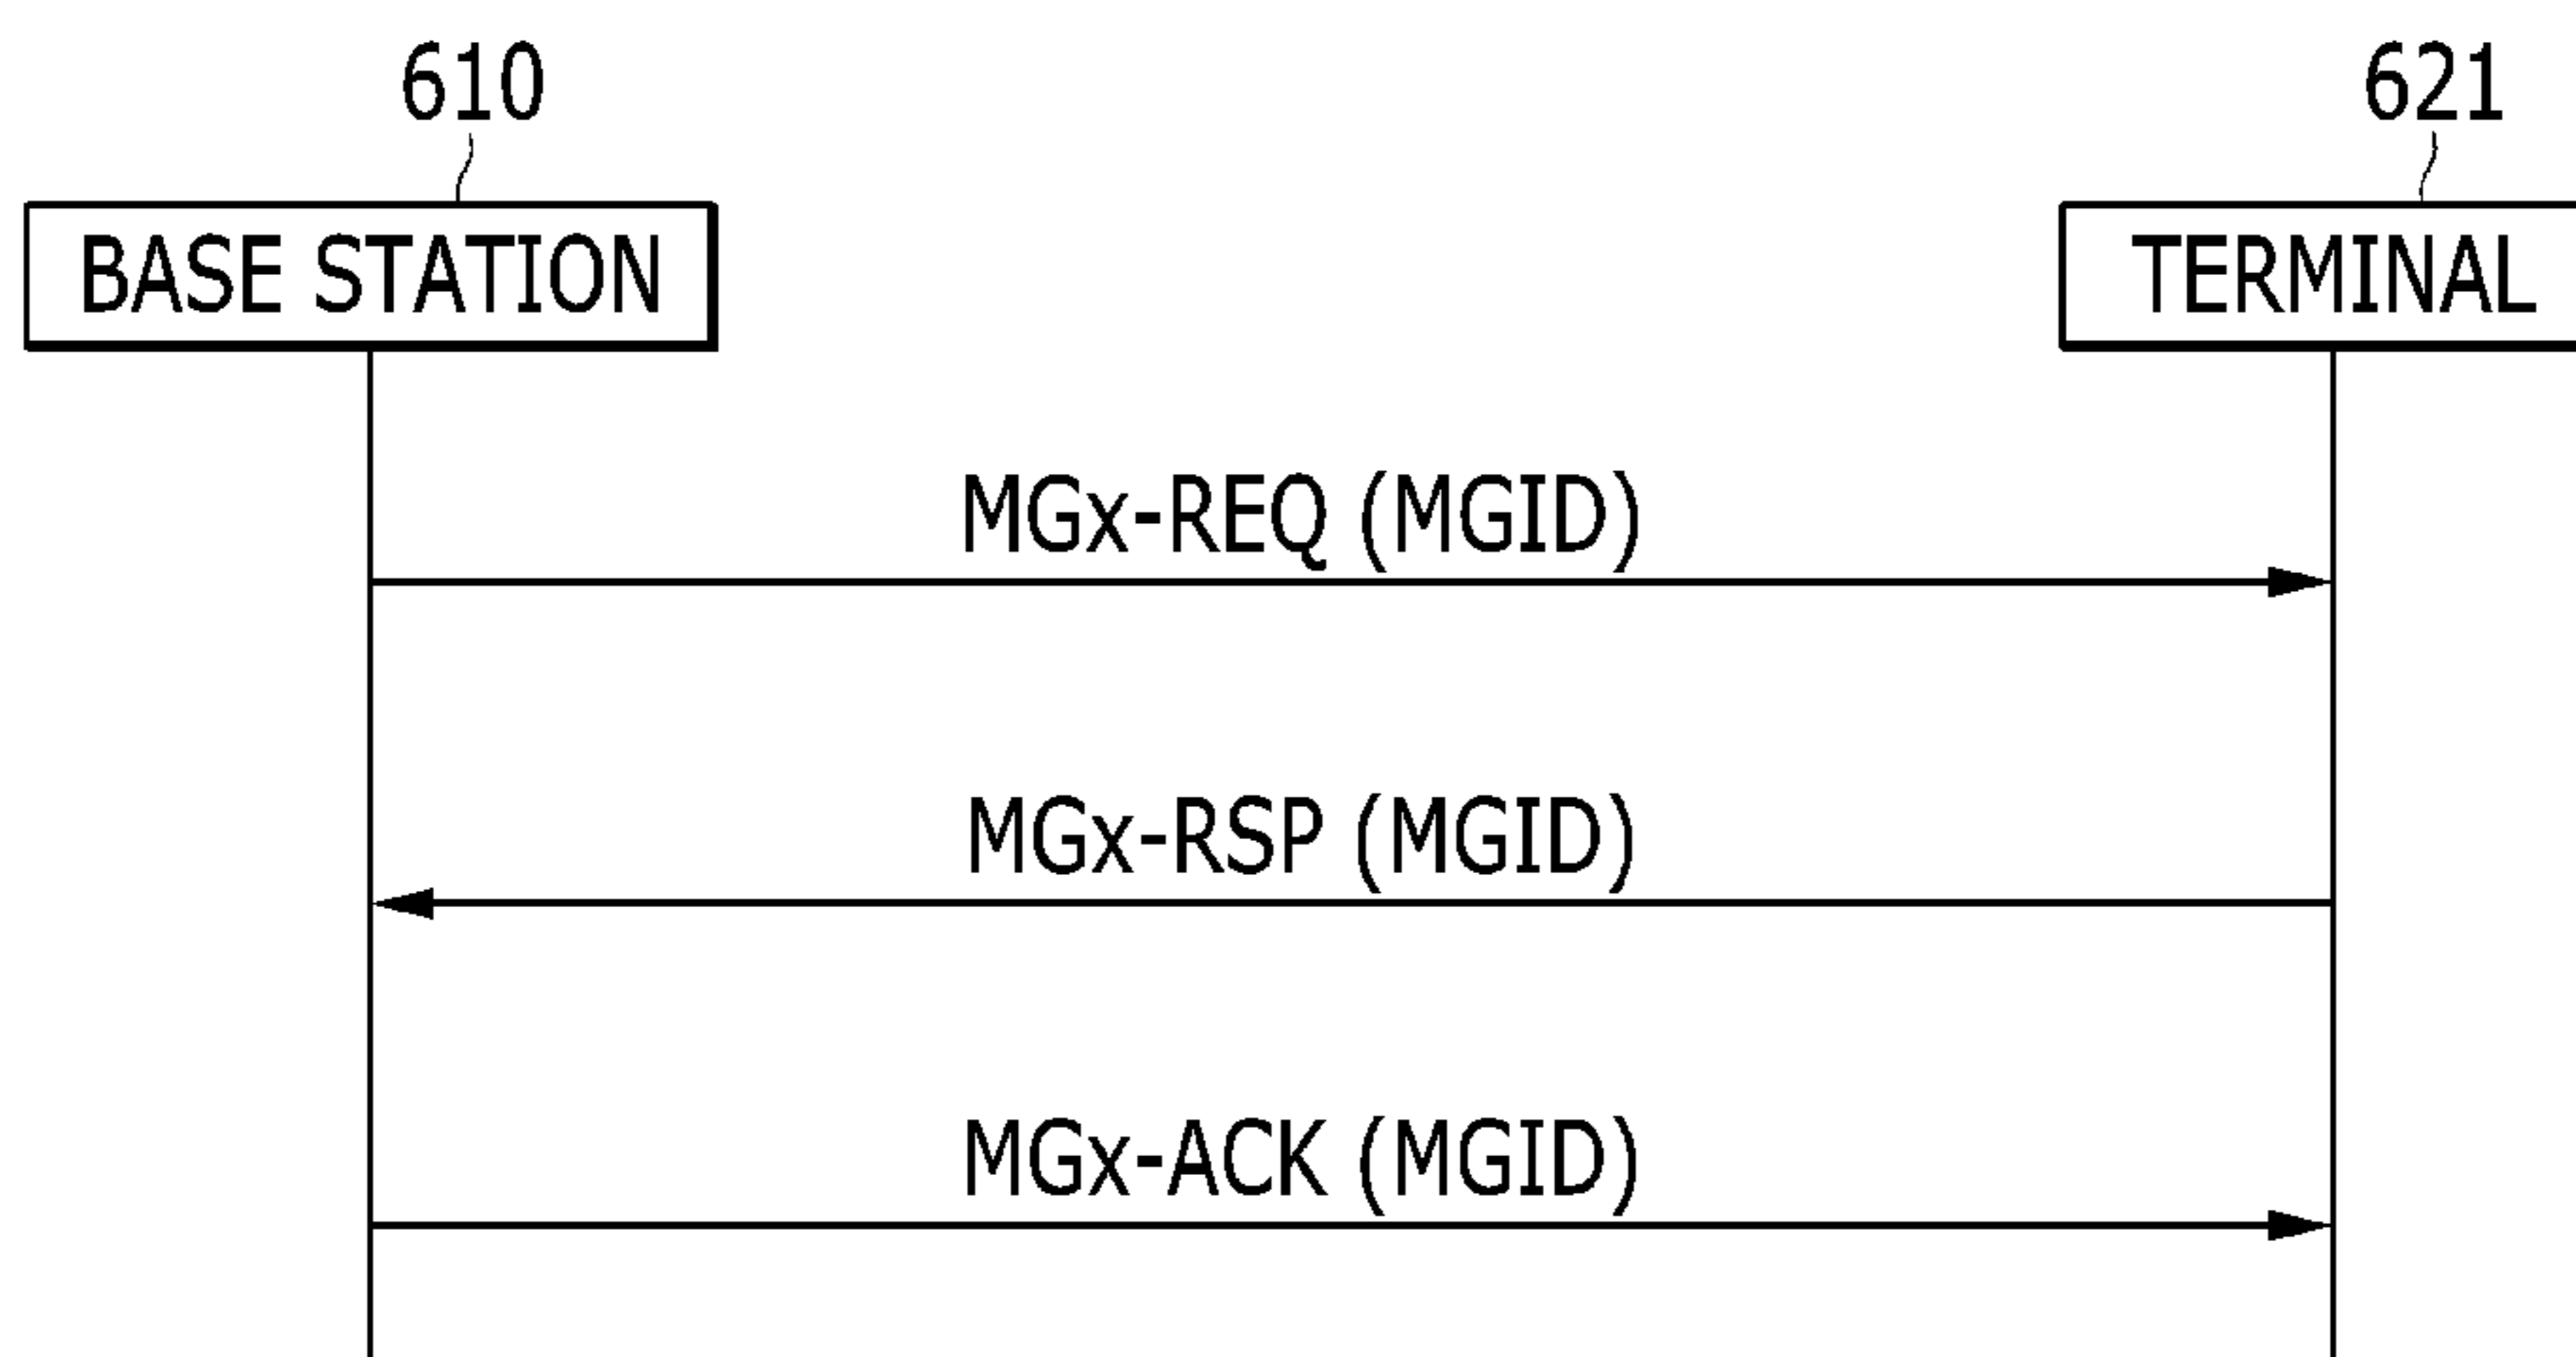 610
621
BASE STATION
TERMINAL
MGx-REQ (MGID)
MGx-RSP (MGID)
MGx-ACK (MGID)